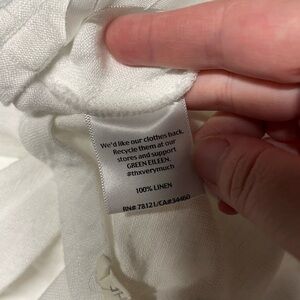 We'd like our clothes back.
Recycle them at our
stores and support
GREEN EILEEN.
#thxverymuch
100% LINEN
RN# 78121/CA#34460